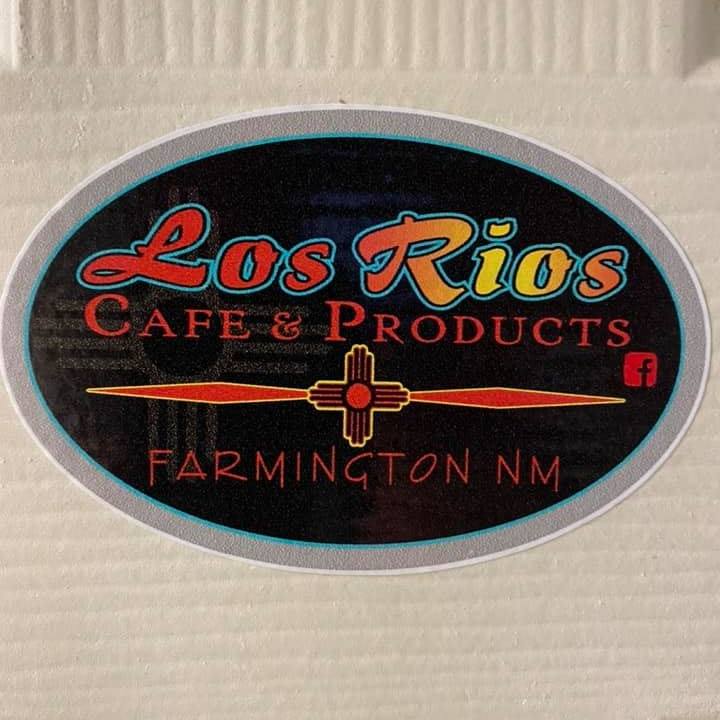 Los Rios
CAFE & PRODUCTS
f
FARMINGTON NM